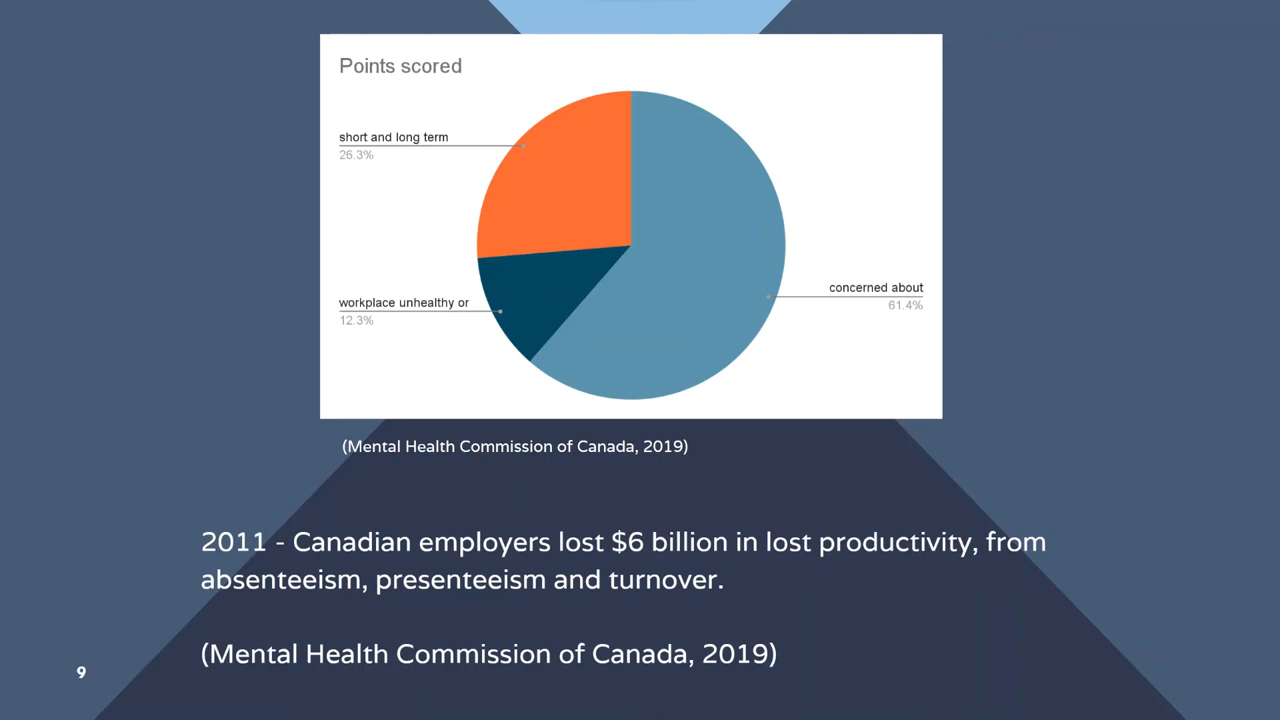 Points scored
short and long term
26.3%
workplace unhealthy or
12.3%
concerned about
61.4%
(Mental Health Commission of Canada, 2019)
2011 - Canadian employers lost $6 billion in lost productivity, from
absenteeism, presenteeism and turnover.
(Mental Health Commission of Canada, 2019)
9